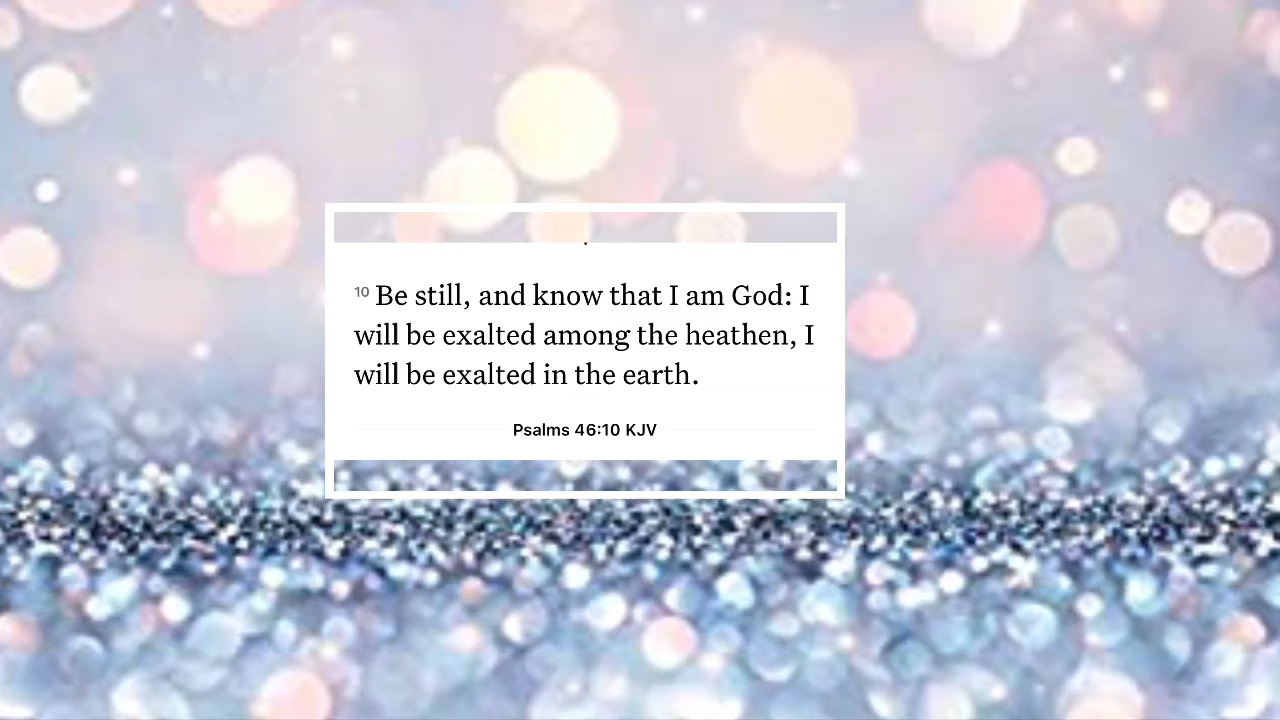 10 Be still, and know that I am God: I
will be exalted among the heathen, I
will be exalted in the earth.
Psalms 46:10 KJV